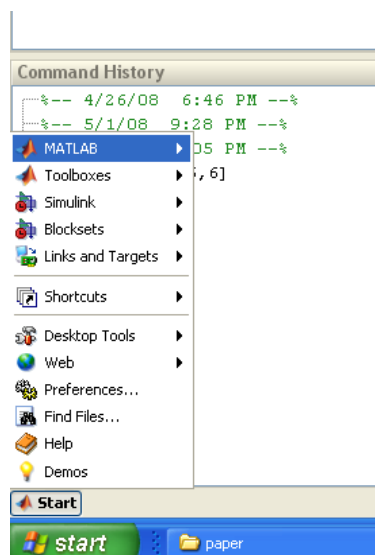 Command History
%-- 4/26/08 6:46 PM --%
%-- 5/1/08 9:28 PM --%
MATLAB
05 PM --%
Toolboxes
,6]
Simulink
Blocksets
Links and Targets
Shortcuts
Desktop Tools
Web
Preferences...
Find Files...
Help
Demos
Start
start
paper